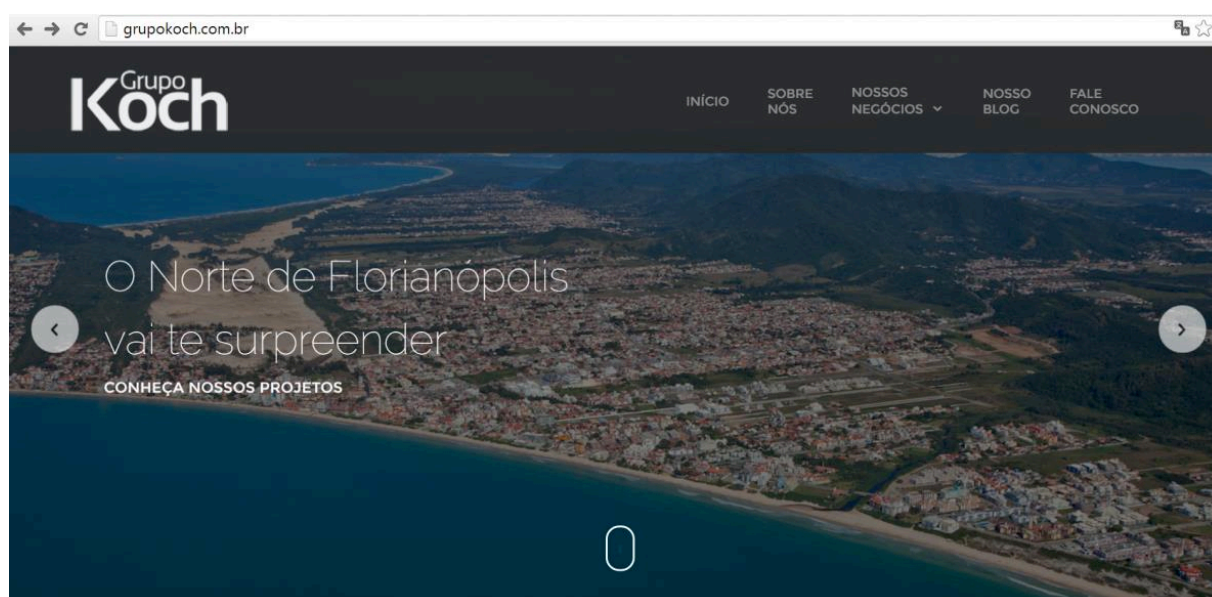 grupokoch.com.br
Grupo
Koch
INÍCIO
SOBRE
NÓS
NOSSOS
NEGÓCIOS
NOSSO
BLOG
FALE
CONOSCO
O Norte de Florianópolis
vai te surpreender
CONHEÇA NOSSOS PROJETOS